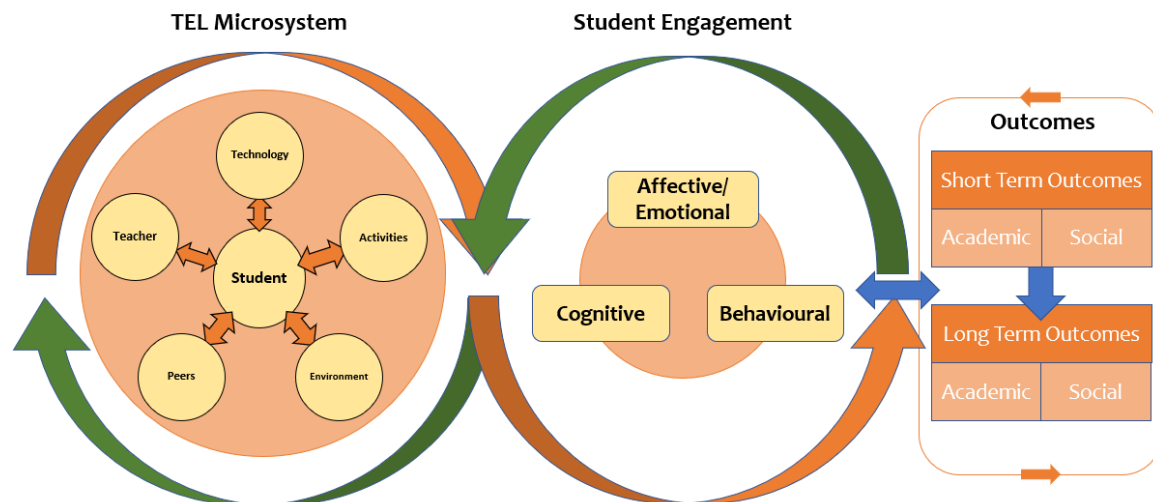 TEL Microsystem
Student Engagement
Technology
Teacher
Activities
Student
Peers
Environment
Affective/
Emotional
Cognitive
Behavioural
Outcomes
Short Term Outcomes
Academic
Social
Long Term Outcomes
Academic
Social